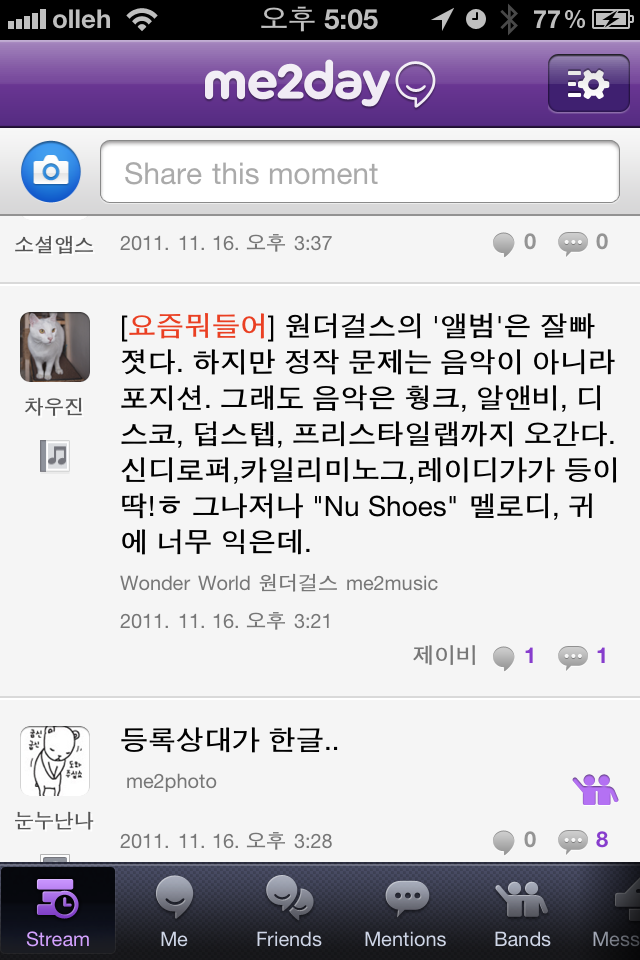 olleh 오후 5:05 77%
me2day
Share this moment
소셜앱스 2011. 11. 16. 오후 3:37 0 0
[요즘뭐들어] 원더걸스의 '앨범'은 잘빠
졋다. 하지만 정작 문제는 음악이 아니라
포지션. 그래도 음악은 훵크, 알앤비, 디
스코, 덥스텝, 프리스타일랩까지 오간다.
신디로퍼,카일리미노그,레이디가가 등이
딱!ㅎ 그나저나 "Nu Shoes" 멜로디, 귀
에 너무 익은데.
차우진
Wonder World 원더걸스 me2music
2011. 11. 16. 오후 3:21
제이비 1 1
등록상대가 한글..
me2photo
눈누난나
2011. 11. 16. 오후 3:28 0 8
Stream Me Friends Mentions Bands Mess